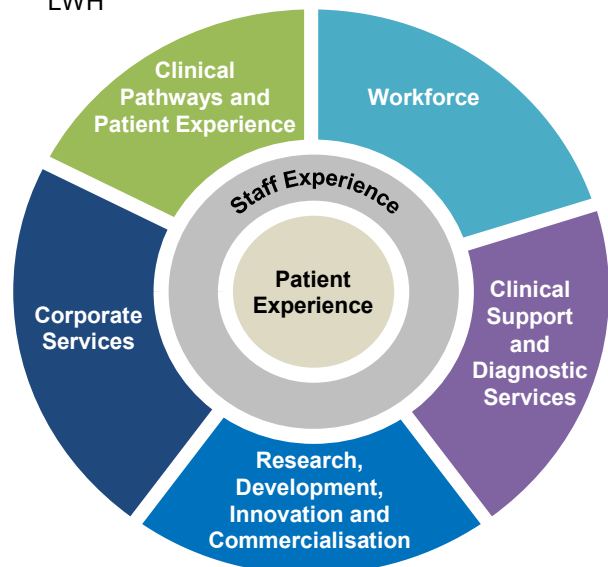 LWH
Clinical
Pathways and
Patient Experience
Workforce
Staff Experience
Patient
Experience
Corporate
Services
Clinical
Support
and
Diagnostic
Services
Research,
Development,
Innovation and
Commercialisation